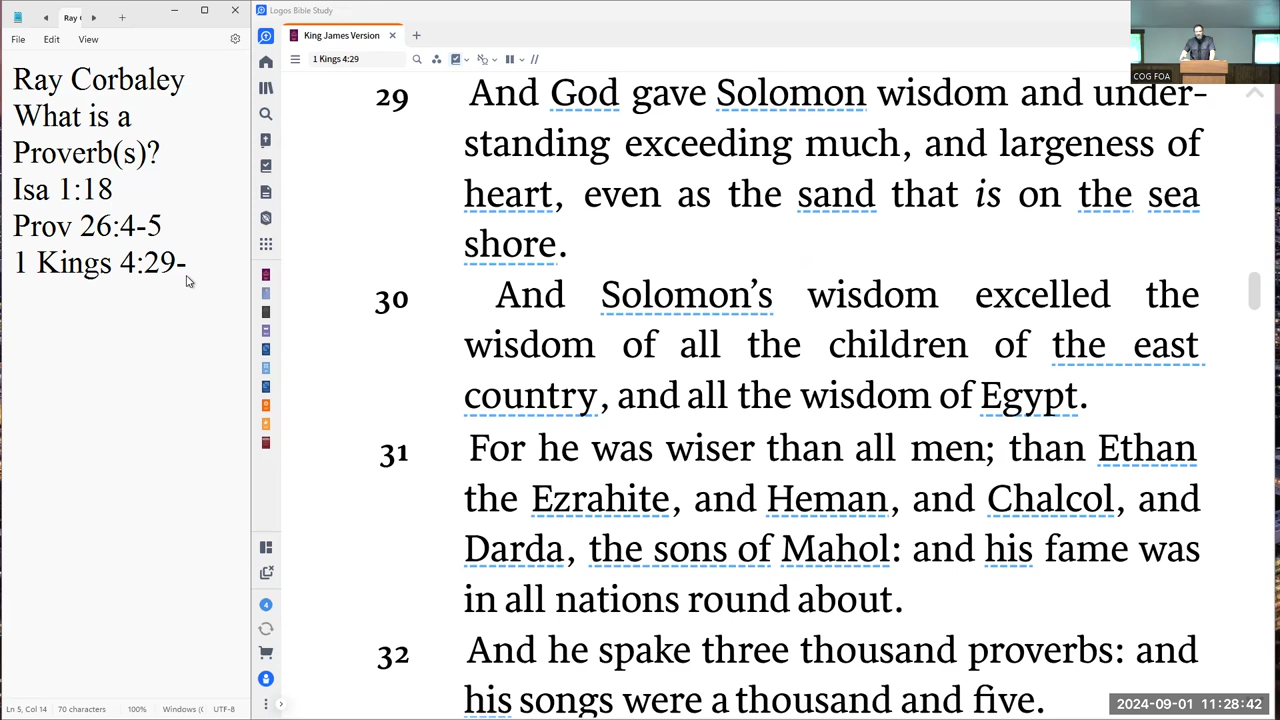 Ray C
File
Edit
View
Ray Corbaley
What is a
Proverb(s)?
Isa 1:18
Prov 26:4-5
1 Kings 4:29-
Ln 5, Col 14
70 characters
100%
Windows (C
UTF-8
Logos Bible Study
King James Version
1 Kings 4:29
4
29 And God gave Solomon wisdom and under-
standing exceeding much, and largeness of
heart, even as the sand that is on the sea
shore.
30 And Solomon’s wisdom excelled the
wisdom of all the children of the east
country, and all the wisdom of Egypt.
31 For he was wiser than all men; than Ethan
the Ezrahite, and Heman, and Chalcol, and
Darda, the sons of Mahol: and his fame was
in all nations round about.
32 And he spake three thousand proverbs: and
his songs were a thousand and five.
COG FOA
2024-09-01 11:28:42